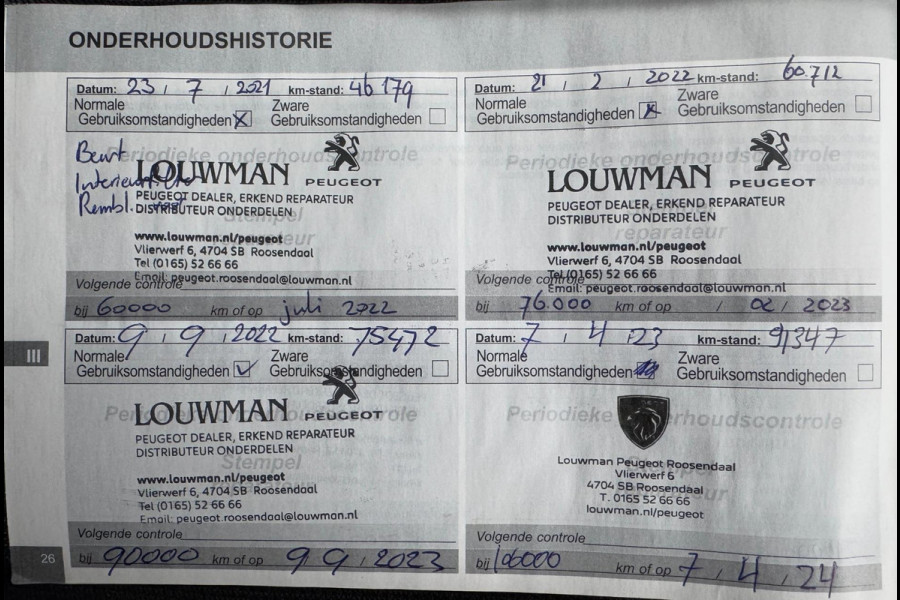 ONDERHOUDSHISTORIE
Datum: 23 / 7 / 2021 km-stand: 46 179
Normale Gebruiksomstandigheden X Zware Gebruiksomstandigheden
Periodieke onderhoudscontrole
Beurt
Interieurfilter
Rembl.
LOUWMAN PEUGEOT
PEUGEOT DEALER, ERKEND REPARATEUR
DISTRIBUTEUR ONDERDELEN
Stempel
www.louwman.nl/peugeot
Vlierwerf 6, 4704 SB Roosendaal
Tel (0165) 52 66 66
Email: peugeot.roosendaal@louwman.nl
Volgende controle
bij 60000 km of op juli 2022
Datum: 21 / 2 / 2022 km-stand: 60.712
Normale Gebruiksomstandigheden X Zware Gebruiksomstandigheden
Periodieke onderhoudscontrole
LOUWMAN PEUGEOT
PEUGEOT DEALER, ERKEND REPARATEUR
DISTRIBUTEUR ONDERDELEN
reparateur
www.louwman.nl/peugeot
Vlierwerf 6, 4704 SB Roosendaal
Tel (0165) 52 66 66
Email: peugeot.roosendaal@louwman.nl
Volgende controle
bij 76.000 km of op / 02 / 2023
III
Datum: 9 / 9 / 2022 km-stand: 75472
Normale Gebruiksomstandigheden Zware Gebruiksomstandigheden
Periodieke onderhoudscontrole
LOUWMAN PEUGEOT
PEUGEOT DEALER, ERKEND REPARATEUR
DISTRIBUTEUR ONDERDELEN
Stempel
www.louwman.nl/peugeot
Vlierwerf 6, 4704 SB Roosendaal
Tel (0165) 52 66 66
Email: peugeot.roosendaal@louwman.nl
Volgende controle
bij 90000 km of op 9 9 / 2023
Datum: 7 / 4 / 23 km-stand: 91347
Normale Gebruiksomstandigheden Zware Gebruiksomstandigheden
Periodieke onderhoudscontrole
Louwman Peugeot Roosendaal
Vlierwerf 6
4704 SB Roosendaal
T. 0165 52 66 66
louwman.nl/peugeot
Volgende controle
bij 106000 km of op 7 / 4 / 24
26